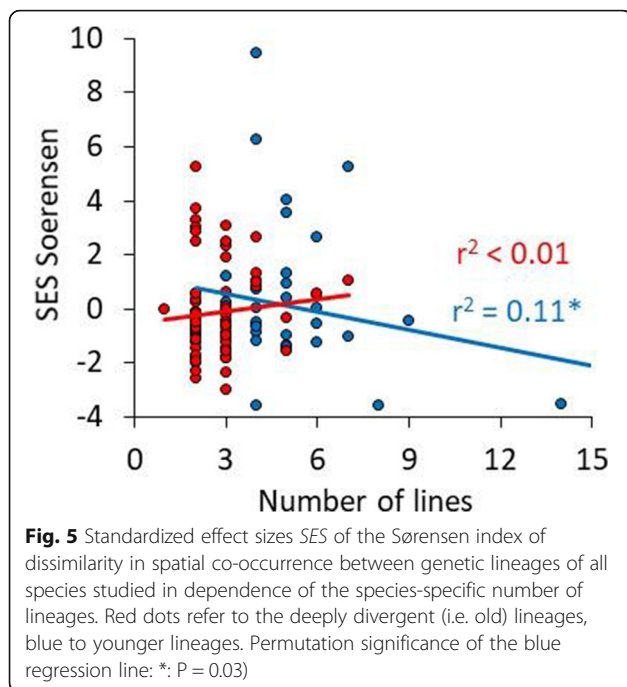 10
8
6
4
2
0
-2
-4
SES Soerensen
r² < 0.01
r² = 0.11*
0 3 6 9 12 15
Number of lines
Fig. 5 Standardized effect sizes SES of the Sørensen index of
dissimilarity in spatial co-occurrence between genetic lineages of all
species studied in dependence of the species-specific number of
lineages. Red dots refer to the deeply divergent (i.e. old) lineages,
blue to younger lineages. Permutation significance of the blue
regression line: *: P = 0.03)